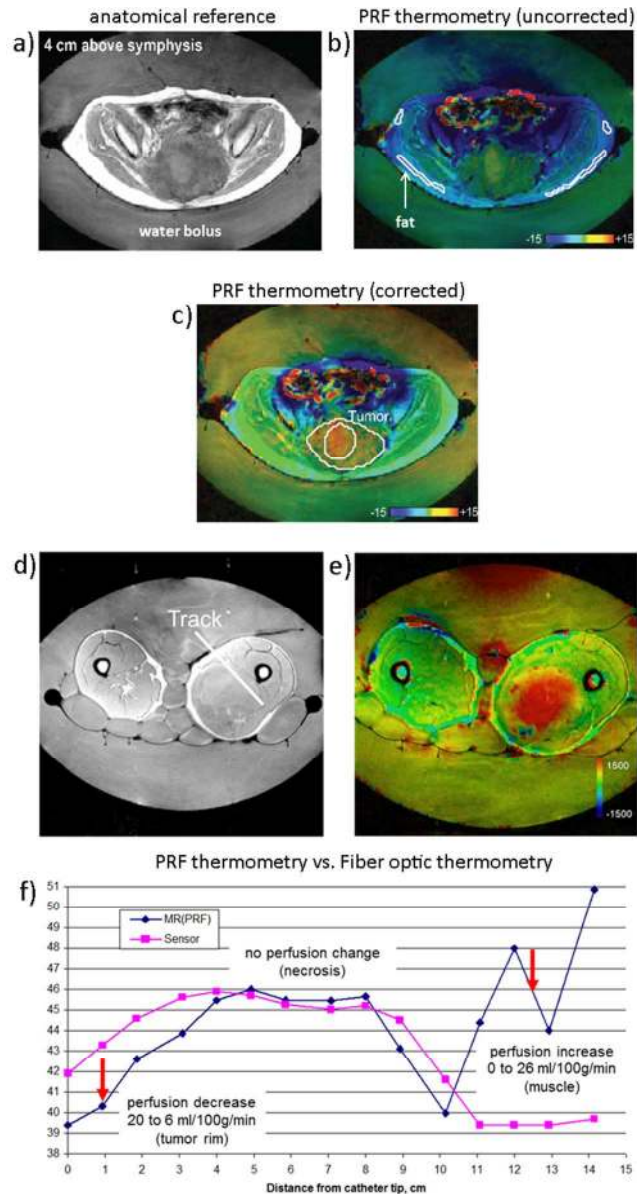 anatomical reference
PRF thermometry (uncorrected)
a)
4 cm above symphysis
water bolus
b)
fat
-15 +15
PRF thermometry (corrected)
c)
Tumor
-15 +15
d)
Track
e)
1500
-1500
PRF thermometry vs. Fiber optic thermometry
f)
51
50
49
48
47
46
45
44
43
42
41
40
39
38
MR(PRF)
Sensor
no perfusion change
(necrosis)
perfusion decrease
20 to 6 ml/100g/min
(tumor rim)
perfusion increase
0 to 26 ml/100g/min
(muscle)
0 1 2 3 4 5 6 7 8 9 10 11 12 13 14 15
Distance from catheter tip, cm